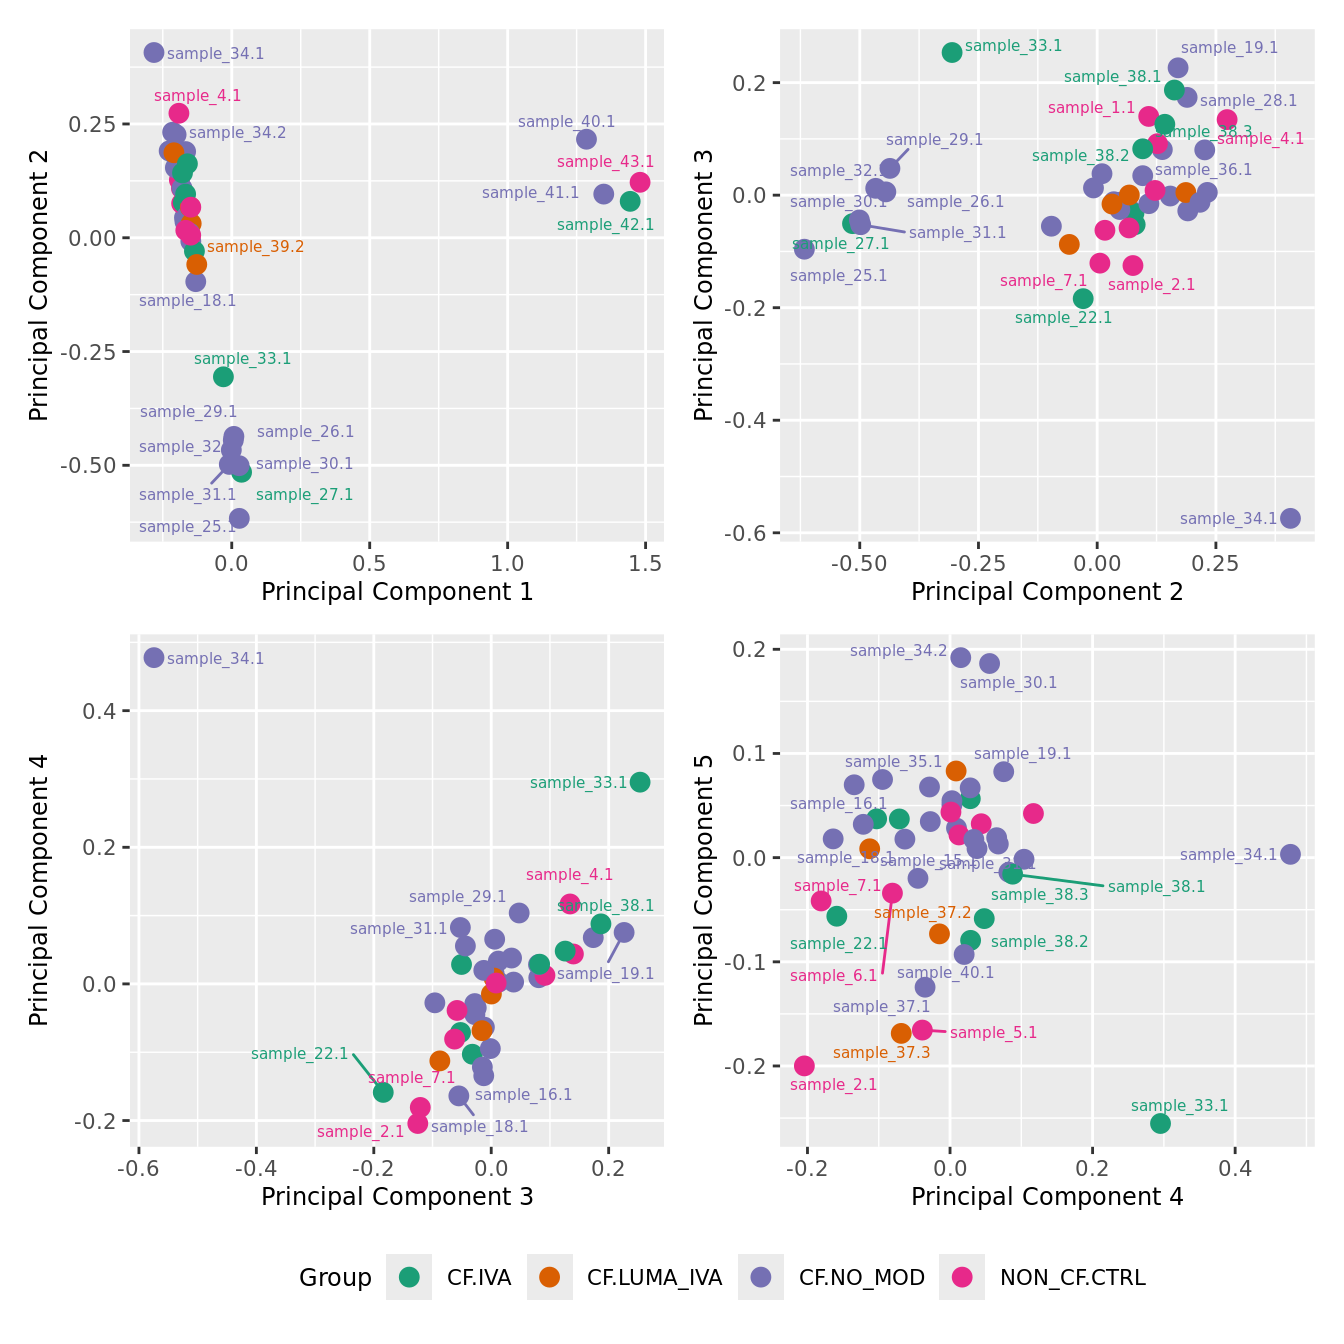 sample_34.1
sample_4.1
sample_34.2
sample_40.1
sample_43.1
sample_41.1
sample_42.1
sample_39.2
sample_18.1
sample_33.1
sample_29.1
sample_26.1
sample_32
sample_30.1
sample_31.1
sample_27.1
sample_25.1
0.25
0.00
-0.25
-0.50
Principal Component 2
0.0
0.5
1.0
1.5
Principal Component 1
sample_33.1
sample_19.1
sample_38.1
sample_28.1
sample_1.1
sample_38.3
sample_4.1
sample_29.1
sample_38.2
sample_32.
sample_36.1
sample_30.1
sample_26.1
sample_31.1
sample_27.1
sample_25.1
sample_7.1
sample_2.1
sample_22.1
sample_34.1
0.2
0.0
-0.2
-0.4
-0.6
Principal Component 3
-0.50
-0.25
0.00
0.25
Principal Component 2
sample_34.1
sample_33.1
sample_4.1
sample_29.1
sample_38.1
sample_31.1
sample_19.1
sample_22.1
sample_7.1
sample_16.1
sample_18.1
sample_2.1
0.4
0.2
0.0
-0.2
Principal Component 4
-0.6
-0.4
-0.2
0.0
0.2
Principal Component 3
sample_34.2
sample_30.1
sample_19.1
sample_35.1
sample_16.1
sample_18.1
sample_15.
sample_34.1
sample_7.1
sample_38.1
sample_38.3
sample_37.2
sample_22.1
sample_38.2
sample_6.1
sample_40.1
sample_37.1
sample_5.1
sample_37.3
sample_2.1
sample_33.1
0.2
0.1
0.0
-0.1
-0.2
Principal Component 5
-0.2
0.0
0.2
0.4
Principal Component 4
Group
CF.IVA
CF.LUMA_IVA
CF.NO_MOD
NON_CF.CTRL